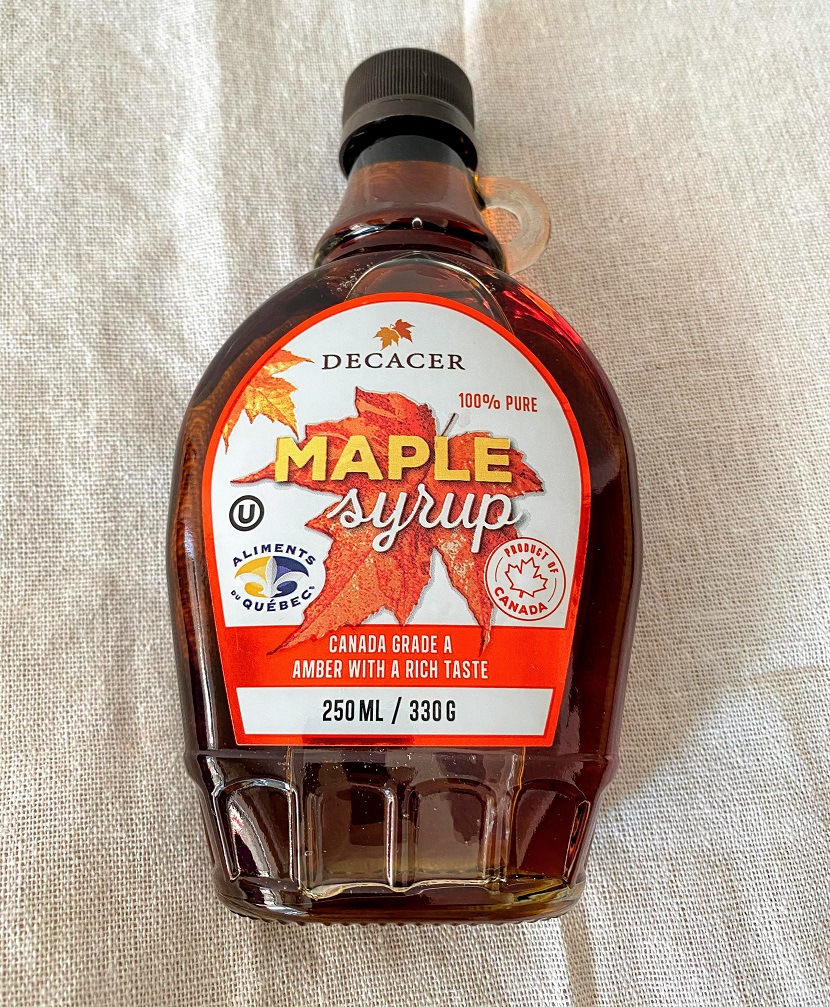 DECACER
100% PURE
MAPLE
syrup
U
ALIMENTS
DU QUÉBEC
PRODUCT OF
CANADA
CANADA GRADE A
AMBER WITH A RICH TASTE
250 ML / 330 G